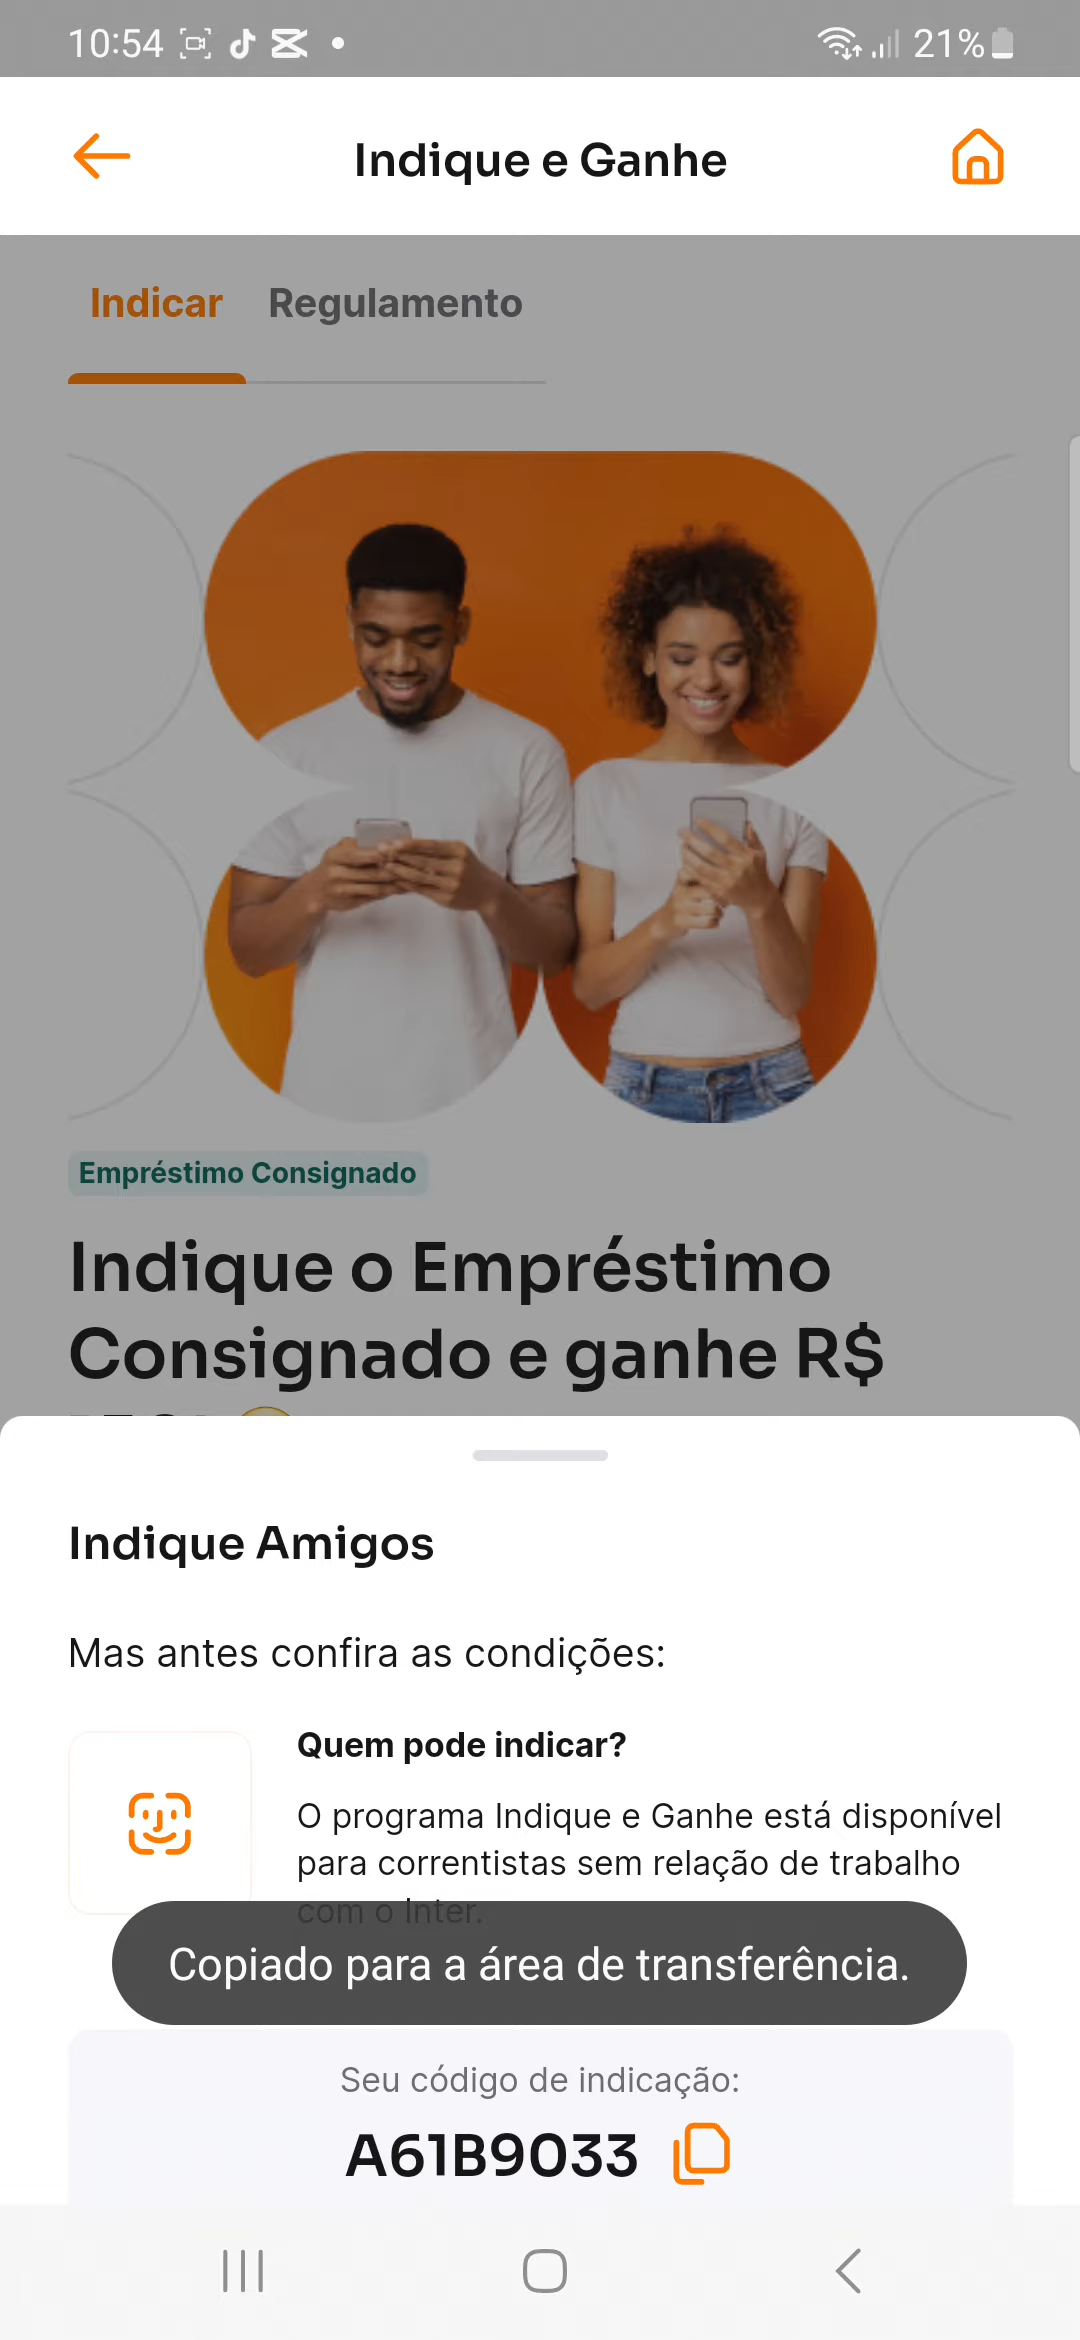 10:54
21%
Indique e Ganhe
Indicar
Regulamento
Empréstimo Consignado
Indique o Empréstimo
Consignado e ganhe R$
Indique Amigos
Mas antes confira as condições:
Quem pode indicar?
O programa Indique e Ganhe está disponível
para correntistas sem relação de trabalho
com o Inter.
Copiado para a área de transferência.
Seu código de indicação:
A61B9033